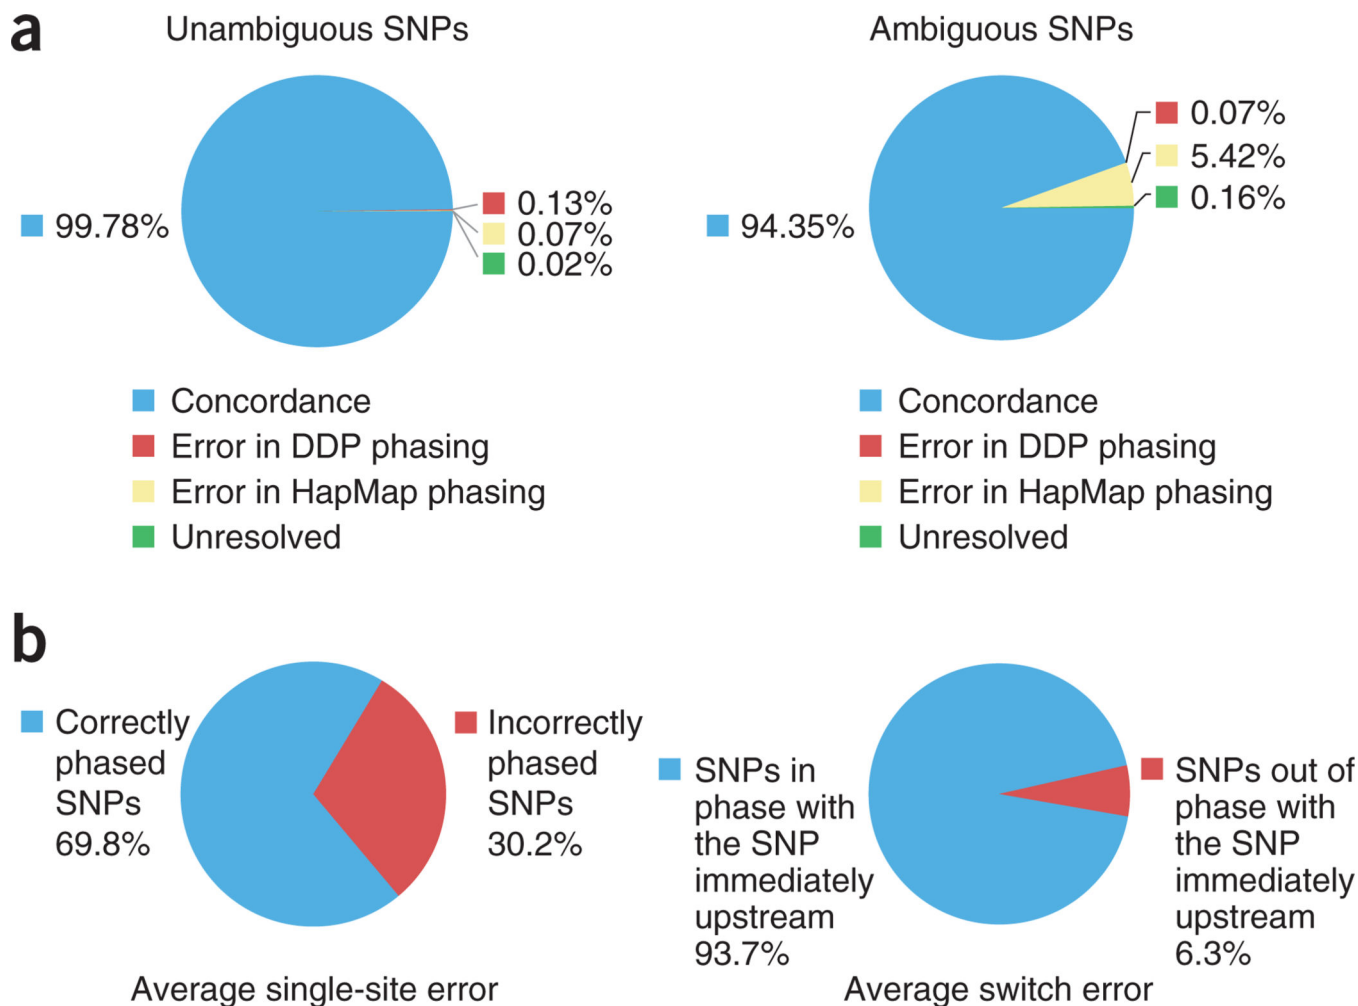 a
Unambiguous SNPs
99.78%
0.13%
0.07%
0.02%
Concordance
Error in DDP phasing
Error in HapMap phasing
Unresolved
Ambiguous SNPs
94.35%
0.07%
5.42%
0.16%
Concordance
Error in DDP phasing
Error in HapMap phasing
Unresolved
b
Correctly
phased
SNPs
69.8%
Incorrectly
phased
SNPs
30.2%
Average single-site error
SNPs in
phase with
the SNP
immediately
upstream
93.7%
SNPs out of
phase with
the SNP
immediately
upstream
6.3%
Average switch error